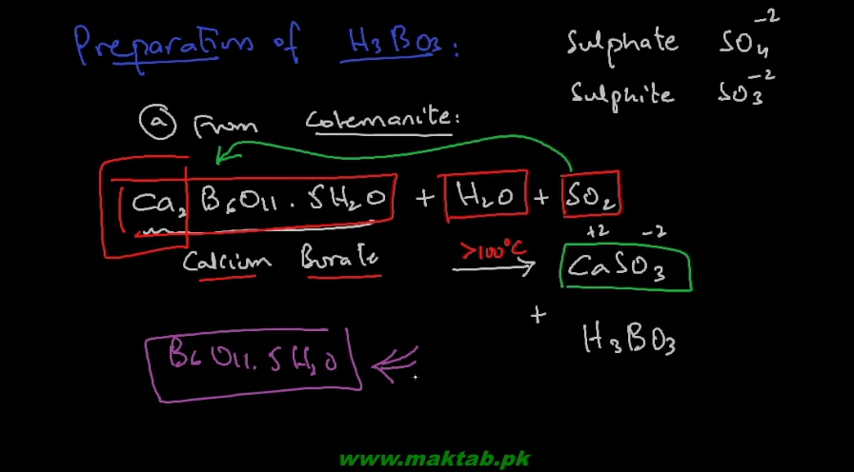 Preparation of H₃BO₃:
Sulphate SO₄⁻²
Sulphite SO₃⁻²
ⓐ From Colemanite:
Ca₂ B₆O₁₁ . 5H₂O + H₂O + SO₂
Calcium Borate >100°C → +2 -2
CaSO₃
+ H₃BO₃
B₆O₁₁. 5H₂O
www.maktab.pk